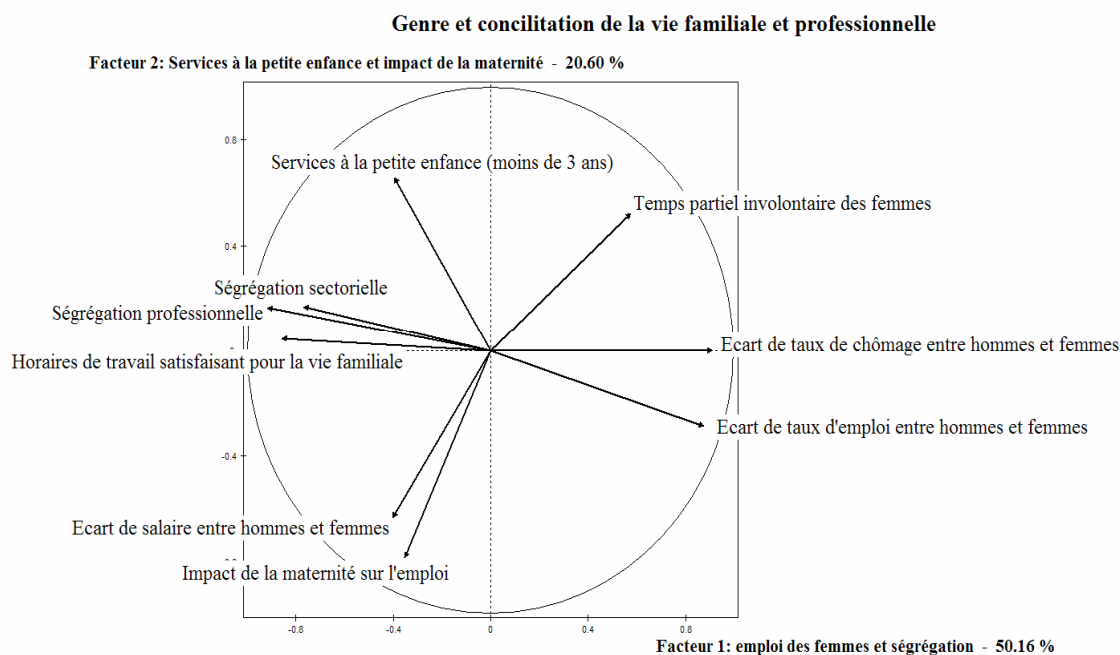 Genre et concilitation de la vie familiale et professionnelle
Facteur 2: Services à la petite enfance et impact de la maternité - 20.60 %
0.8
Services à la petite enfance (moins de 3 ans)
Temps partiel involontaire des femmes
0.4
Ségrégation sectorielle
Ségrégation professionnelle
Ecart de taux de chômage entre hommes et femmes
Horaires de travail satisfaisant pour la vie familiale
Ecart de taux d'emploi entre hommes et femmes
-0.4
Ecart de salaire entre hommes et femmes
Impact de la maternité sur l'emploi
-0.8 -0.4 0 0.4 0.8
Facteur 1: emploi des femmes et ségrégation - 50.16 %